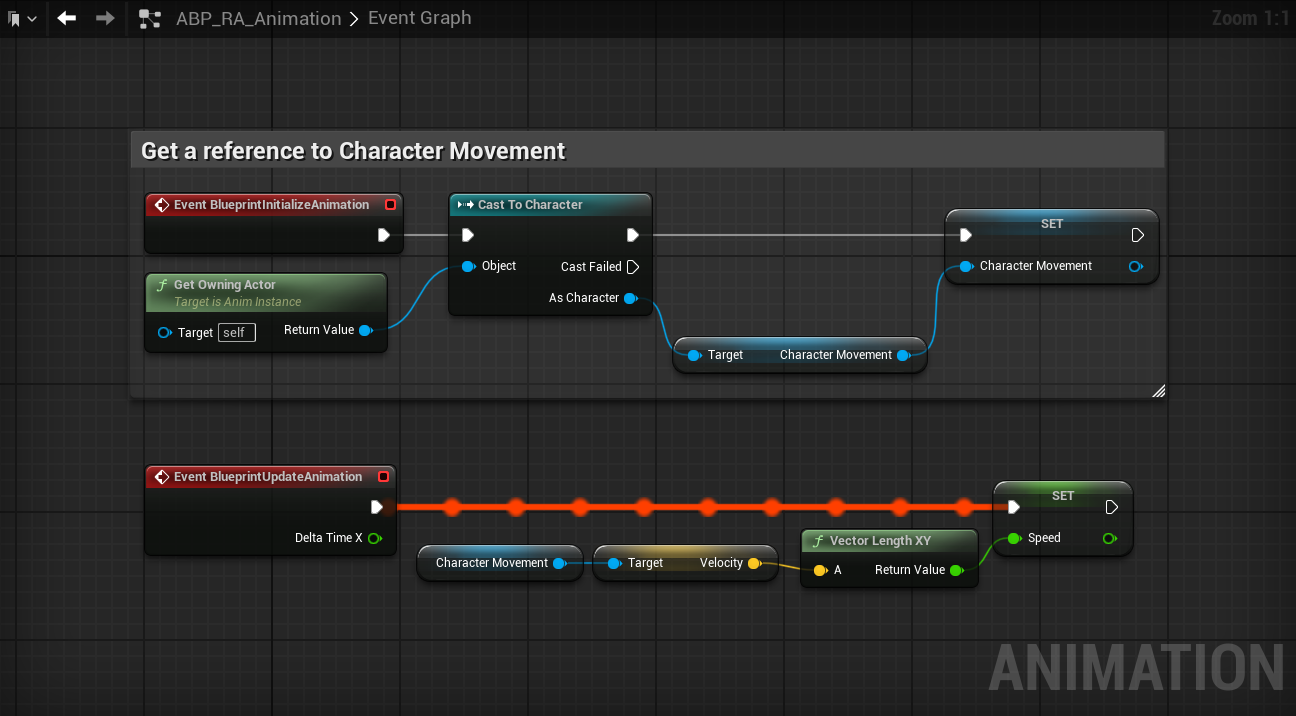 ABP_RA_Animation > Event Graph
Zoom 1:1
Get a reference to Character Movement
Event BlueprintInitializeAnimation
Cast To Character
SET
Object
Cast Failed
Character Movement
Get Owning Actor
Target is Anim Instance
As Character
Target self
Return Value
Target Character Movement
Event BlueprintUpdateAnimation
SET
Delta Time X
Speed
Vector Length XY
Character Movement
Target Velocity
A Return Value
ANIMATION